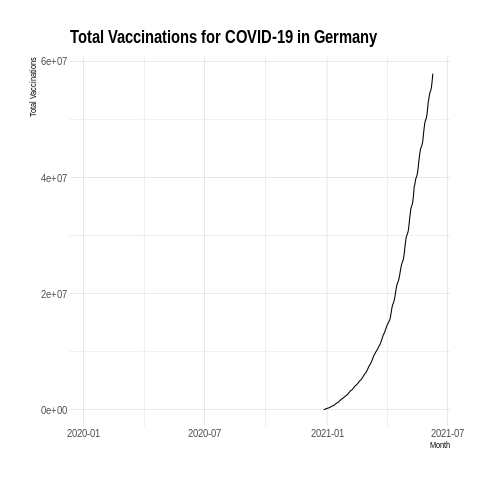 Total Vaccinations for COVID-19 in Germany
Total Vaccinations
6e+07
4e+07
2e+07
0e+00
2020-01 2020-07 2021-01 2021-07
Month